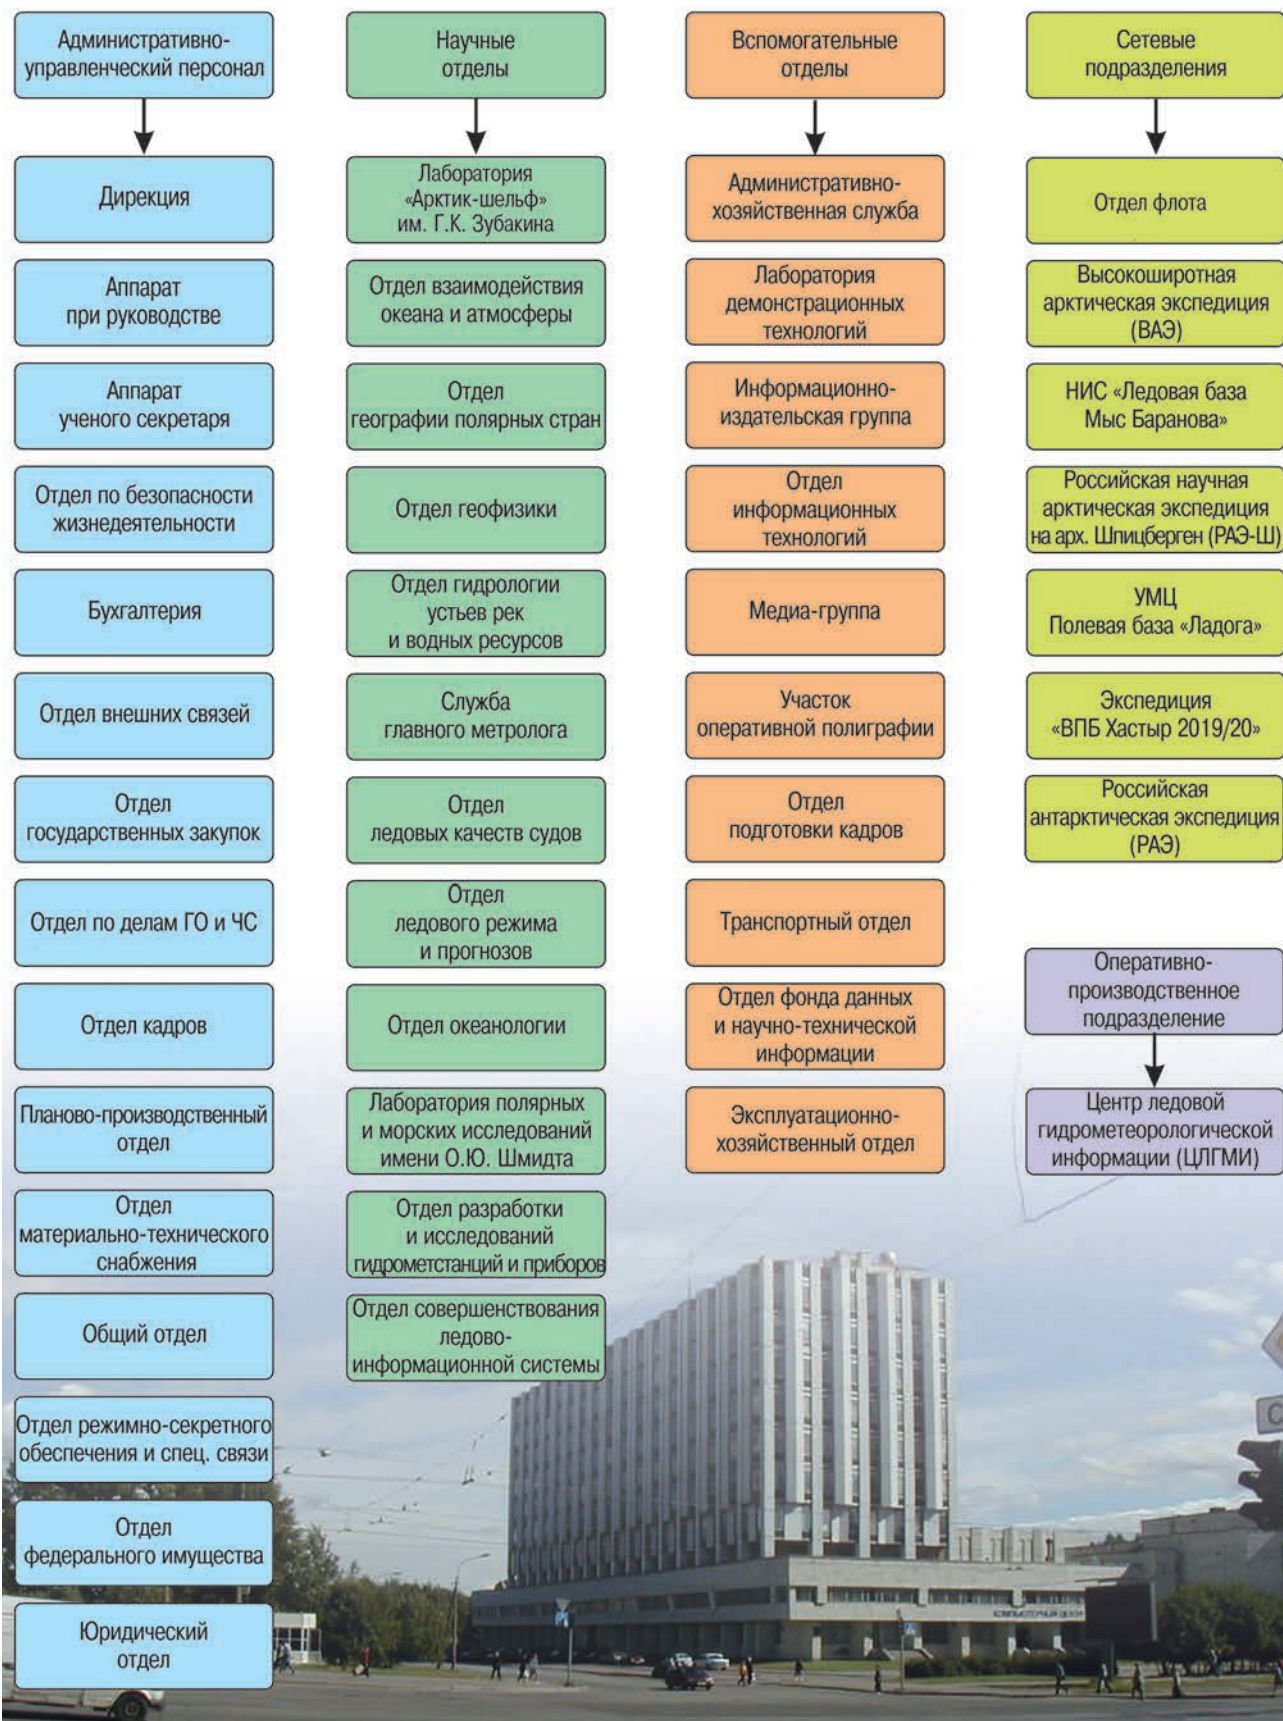 Административно-
управленческий персонал
Дирекция
Аппарат
при руководстве
Аппарат
ученого секретаря
Отдел по безопасности
жизнедеятельности
Бухгалтерия
Отдел внешних связей
Отдел
государственных закупок
Отдел по делам ГО и ЧС
Отдел кадров
Планово-производственный
отдел
Отдел
материально-технического
снабжения
Общий отдел
Отдел режимно-секретного
обеспечения и спец. связи
Отдел
федерального имущества
Юридический
отдел
Научные
отделы
Лаборатория
«Арктик-шельф»
им. Г.К. Зубакина
Отдел взаимодействия
океана и атмосферы
Отдел
географии полярных стран
Отдел геофизики
Отдел гидрологии
устьев рек
и водных ресурсов
Служба
главного метролога
Отдел
ледовых качеств судов
Отдел
ледового режима
и прогнозов
Отдел океанологии
Лаборатория полярных
и морских исследований
имени О.Ю. Шмидта
Отдел разработки
и исследований
гидрометстанций и приборов
Отдел совершенствования
ледово-
информационной системы
Вспомогательные
отделы
Административно-
хозяйственная служба
Лаборатория
демонстрационных
технологий
Информационно-
издательская группа
Отдел
информационных
технологий
Медиа-группа
Участок
оперативной полиграфии
Отдел
подготовки кадров
Транспортный отдел
Отдел фонда данных
и научно-технической
информации
Эксплуатационно-
хозяйственный отдел
Сетевые
подразделения
Отдел флота
Высокоширотная
арктическая экспедиция
(ВАЭ)
НИС «Ледовая база
Мыс Баранова»
Российская научная
арктическая экспедиция
на арх. Шпицберген (РАЭ-Ш)
УМЦ
Полевая база «Ладога»
Экспедиция
«ВПБ Хастыр 2019/20»
Российская
антарктическая экспедиция
(РАЭ)
Оперативно-
производственное
подразделение
Центр ледовой
гидрометеорологической
информации (ЦЛГМИ)
КОМПЬЮТЕРНЫЙ ЦЕНТР